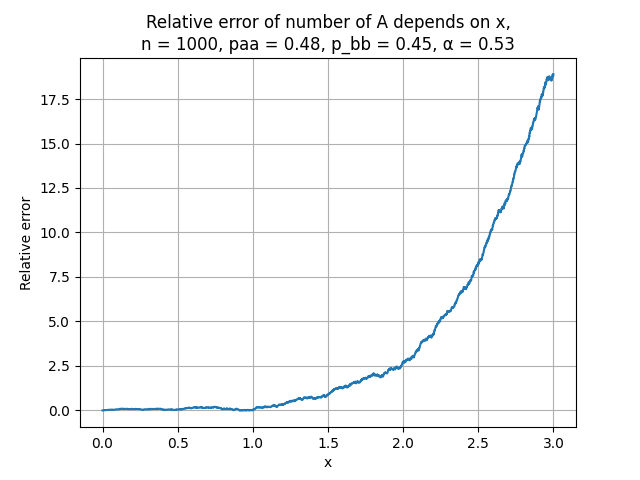 Relative error of number of A depends on x,
n = 1000, paa = 0.48, p_bb = 0.45, α = 0.53
Relative error
17.5
15.0
12.5
10.0
7.5
5.0
2.5
0.0
0.0 0.5 1.0 1.5 2.0 2.5 3.0
x